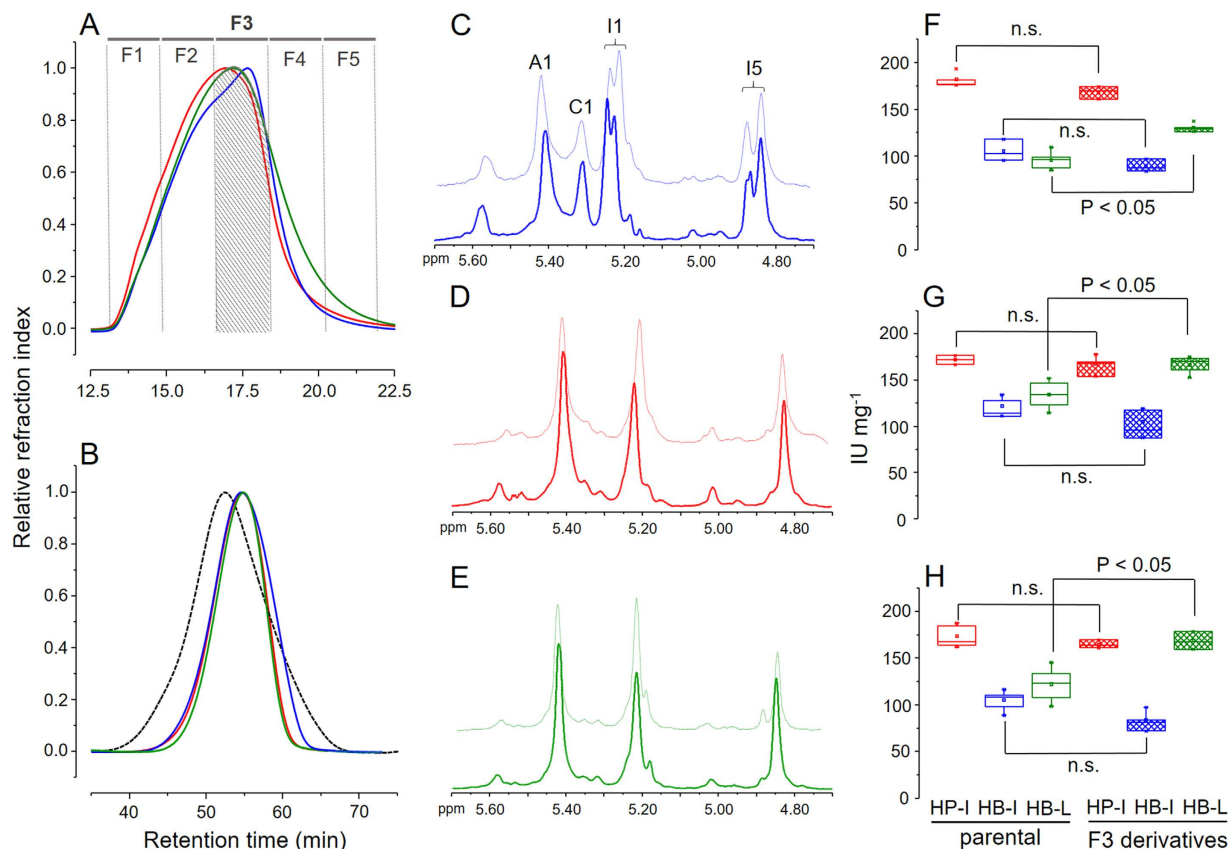 A
F1
F2
F3
F4
F5
1.0
0.8
0.6
0.4
0.2
0.0
12.5 15.0 17.5 20.0 22.5
Relative refraction index
B
1.0
0.8
0.6
0.4
0.2
0.0
40 50 60 70
Retention time (min)
C
A1
C1
I1
I5
ppm 5.60 5.40 5.20 5.00 4.80
D
ppm 5.60 5.40 5.20 5.00 4.80
E
ppm 5.60 5.40 5.20 5.00 4.80
F
200
150
100
50
0
n.s.
n.s.
P < 0.05
G
200
150
100
50
0
P < 0.05
n.s.
n.s.
IU mg⁻¹
H
200
150
100
50
0
P < 0.05
n.s.
n.s.
HP-I HB-I HB-L HP-I HB-I HB-L
parental F3 derivatives